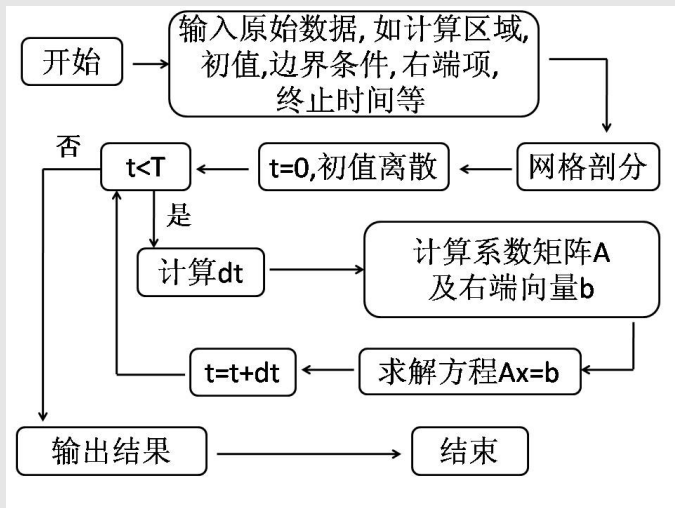 开始
输入原始数据, 如计算区域,
初值,边界条件, 右端项,
终止时间等
网格剖分
t=0,初值离散
t<T
否
是
计算dt
计算系数矩阵A
及右端向量b
求解方程Ax=b
t=t+dt
输出结果
结束